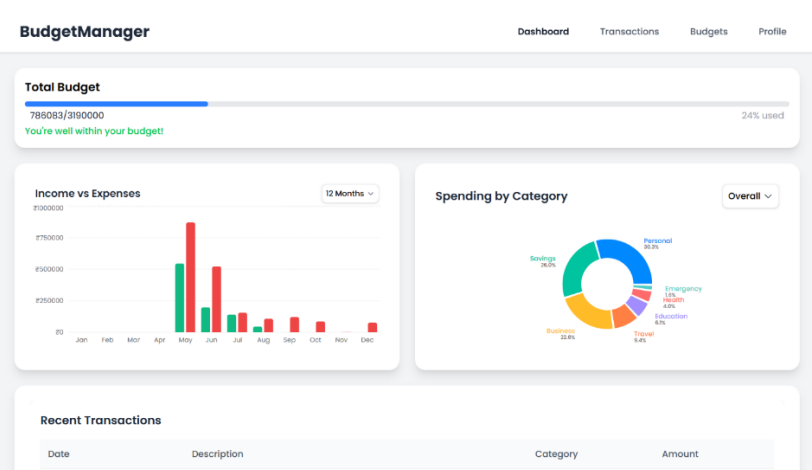 BudgetManager
Dashboard Transactions Budgets Profile
Total Budget
786083/3190000 24% used
You're well within your budget!
Income vs Expenses
12 Months
₹1000000
₹750000
₹500000
₹250000
₹0
Jan Feb Mar Apr May Jun Jul Aug Sep Oct Nov Dec
Spending by Category
Overall
Personal
30.3%
Savings
26.0%
Emergency
Health
4.0%
Education
6.1%
Business
22.6%
Travel
9.4%
Recent Transactions
Date Description Category Amount